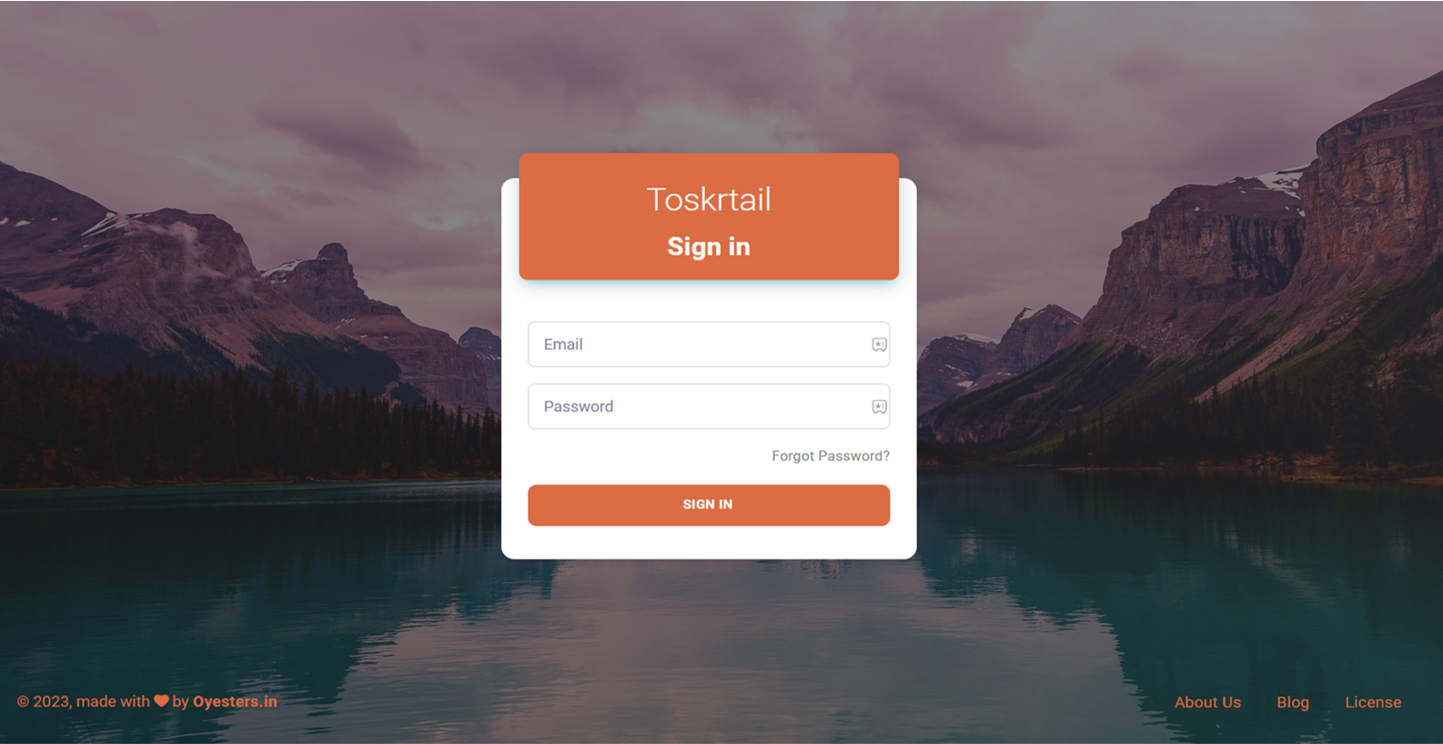 Toskrtail
Sign in
Email
Password
Forgot Password?
SIGN IN
© 2023, made with ♥ by Oyesters.in
About Us Blog License